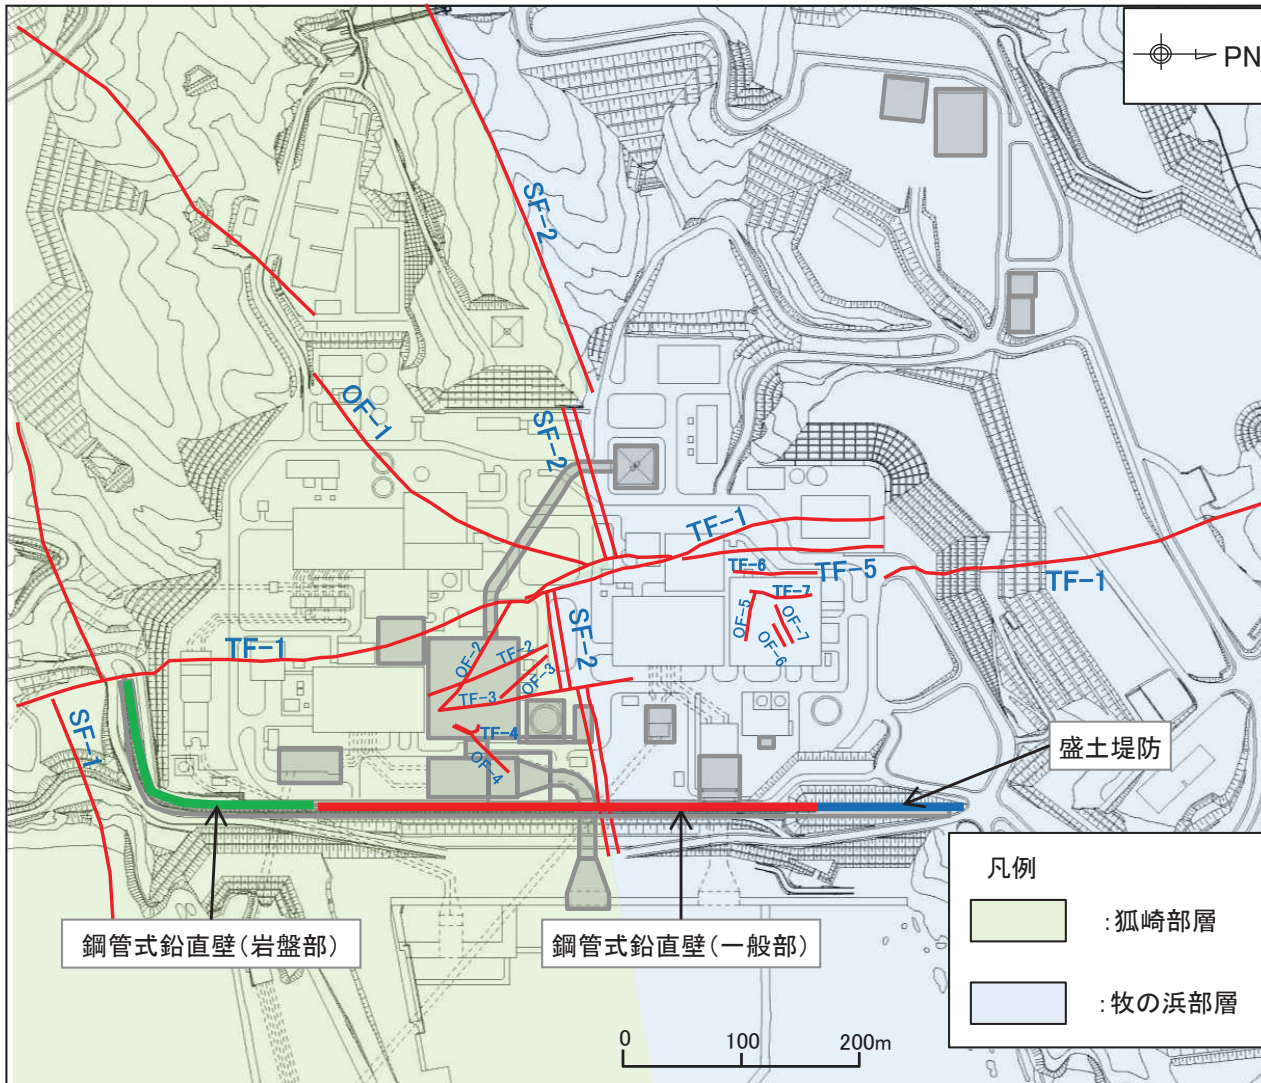 PN
SF-2
OF-1
SF-2
TF-1
TF-6
TF-5
TF-1
TF-7
OF-5
OF-7
OF-6
SF-2
TF-1
OF-2
TF-2
OF-3
TF-3
TF-4
OF-4
SF-1
盛土堤防
鋼管式鉛直壁(岩盤部)
鋼管式鉛直壁(一般部)
凡例
:狐崎部層
:牧の浜部層
0 100 200m